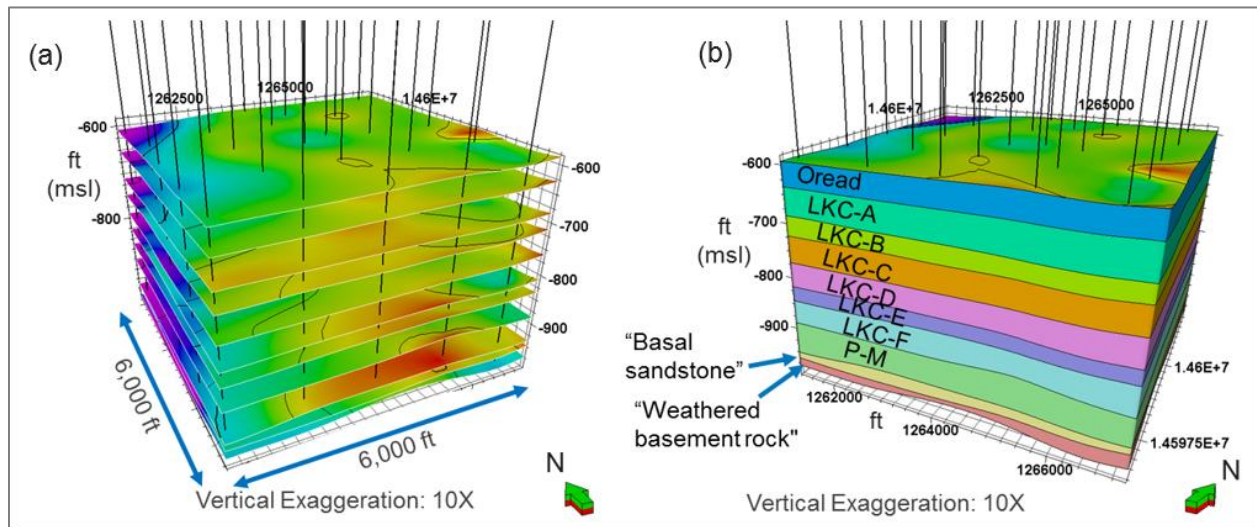 (a)
1262500
1265000
1.46E+7
-600
ft
(msl)
-800
-600
-700
-800
-900
6,000 ft
6,000 ft
N
Vertical Exaggeration: 10X
(b)
1.46E+7
1262500
1265000
-600
-700
ft
(msl)
-800
-900
Oread
LKC-A
LKC-B
LKC-C
LKC-D
LKC-E
LKC-F
P-M
“Basal
sandstone”
“Weathered
basement rock"
1262000
ft
1264000
1266000
1.46E+7
1.45975E+7
N
Vertical Exaggeration: 10X